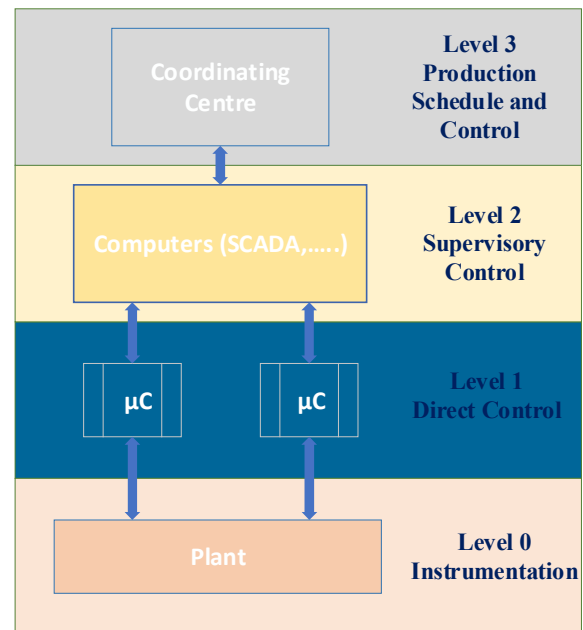 Coordinating
Centre
Level 3
Production
Schedule and
Control
Computers (SCADA,.....)
Level 2
Supervisory
Control
µC
µC
Level 1
Direct Control
Plant
Level 0
Instrumentation